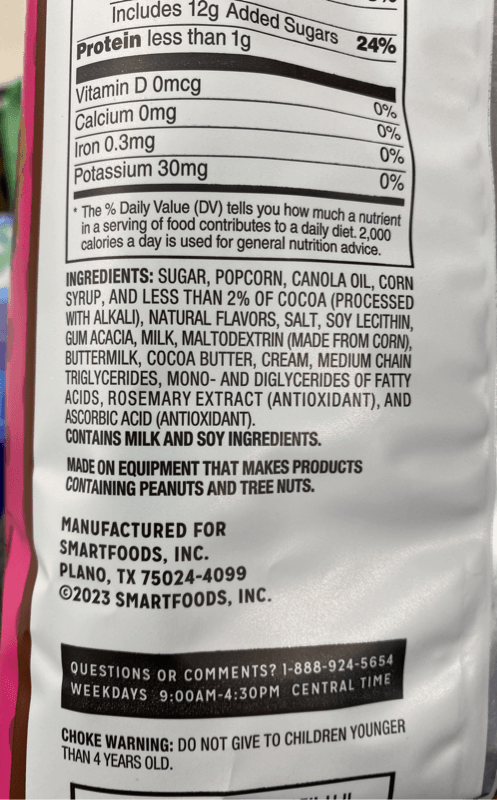 Includes 12g Added Sugars 24%
Protein less than 1g
Vitamin D 0mcg 0%
Calcium 0mg 0%
Iron 0.3mg 0%
Potassium 30mg 0%
* The % Daily Value (DV) tells you how much a nutrient
in a serving of food contributes to a daily diet. 2,000
calories a day is used for general nutrition advice.
INGREDIENTS: SUGAR, POPCORN, CANOLA OIL, CORN
SYRUP, AND LESS THAN 2% OF COCOA (PROCESSED
WITH ALKALI), NATURAL FLAVORS, SALT, SOY LECITHIN,
GUM ACACIA, MILK, MALTODEXTRIN (MADE FROM CORN),
BUTTERMILK, COCOA BUTTER, CREAM, MEDIUM CHAIN
TRIGLYCERIDES, MONO- AND DIGLYCERIDES OF FATTY
ACIDS, ROSEMARY EXTRACT (ANTIOXIDANT), AND
ASCORBIC ACID (ANTIOXIDANT).
CONTAINS MILK AND SOY INGREDIENTS.
MADE ON EQUIPMENT THAT MAKES PRODUCTS
CONTAINING PEANUTS AND TREE NUTS.
MANUFACTURED FOR
SMARTFOODS, INC.
PLANO, TX 75024-4099
©2023 SMARTFOODS, INC.
QUESTIONS OR COMMENTS? 1-888-924-5654
WEEKDAYS 9:00AM-4:30PM CENTRAL TIME
CHOKE WARNING: DO NOT GIVE TO CHILDREN YOUNGER
THAN 4 YEARS OLD.